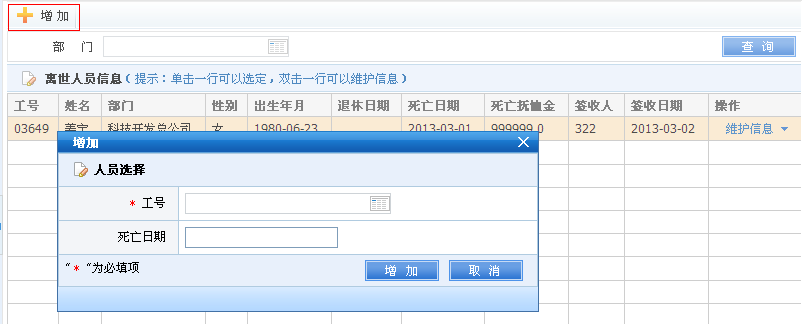 增 加
部 门
查 询
离世人员信息(提示：单击一行可以选定，双击一行可以维护信息)
工号 姓名 部门 性别 出生年月 退休日期 死亡日期 死亡抚恤金 签收人 签收日期 操作
03649 科技开发总公司 女 1980-06-23 2013-03-01 999999.0 322 2013-03-02 维护信息
增加
人员选择
* 工号
死亡日期
“ * ”为必填项
增 加
取 消